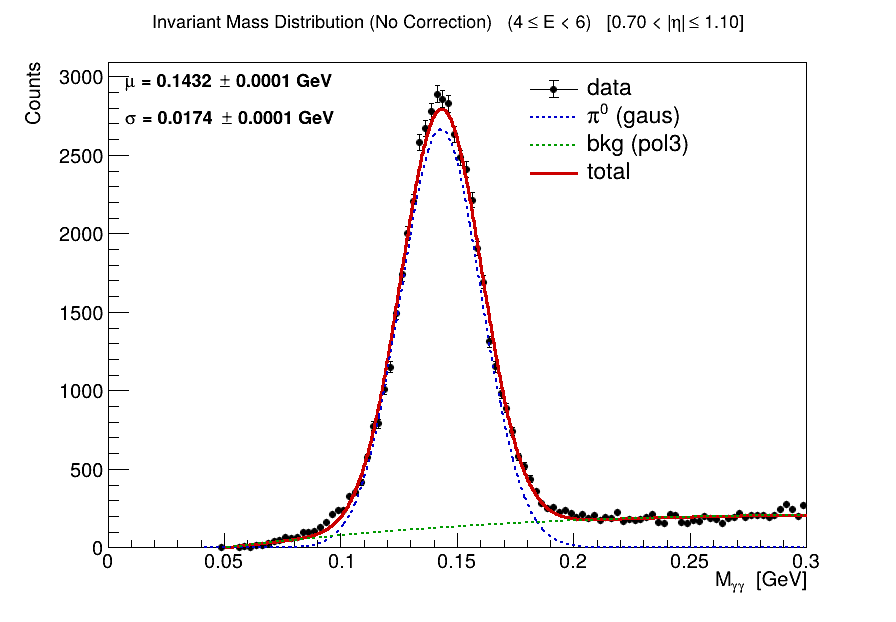 Invariant Mass Distribution (No Correction) (4 ≤ E < 6) [0.70 < |η| ≤ 1.10]
Counts
μ = 0.1432 ± 0.0001 GeV
σ = 0.0174 ± 0.0001 GeV
data
π⁰ (gaus)
bkg (pol3)
total
3000
2500
2000
1500
1000
500
0
0 0.05 0.1 0.15 0.2 0.25 0.3
Mγγ [GeV]